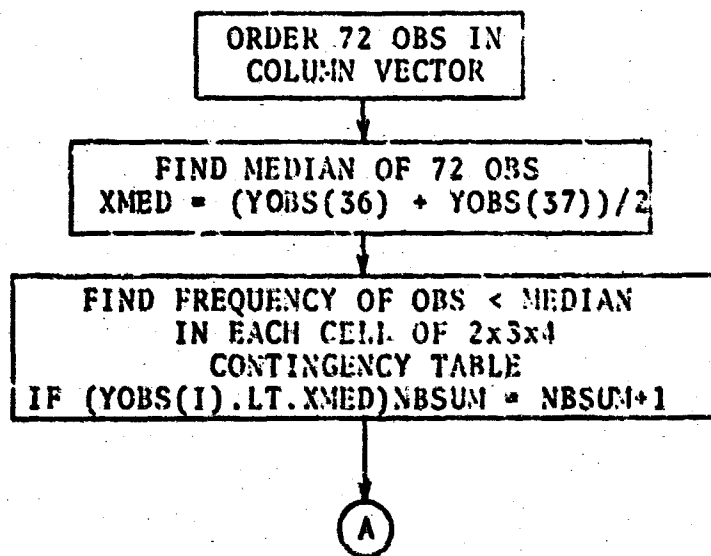 ORDER 72 OBS IN
COLUMN VECTOR
FIND MEDIAN OF 72 OBS
XMED = (YOBS(36) + YOBS(37))/2
FIND FREQUENCY OF OBS < MEDIAN
IN EACH CELL OF 2x3x4
CONTINGENCY TABLE
IF (YOBS(I).LT.XMED)NBSUM = NBSUM+1
A